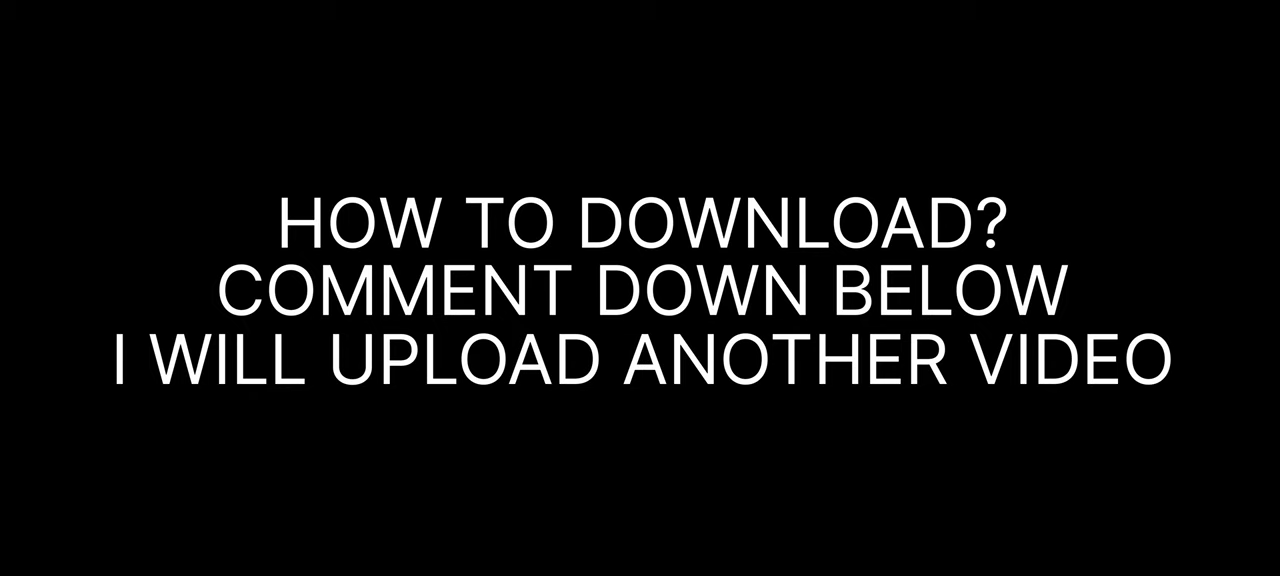 HOW TO DOWNLOAD?
COMMENT DOWN BELOW
I WILL UPLOAD ANOTHER VIDEO